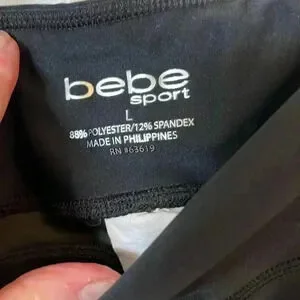 bebe
sport
L
88% POLYESTER/12% SPANDEX
MADE IN PHILIPPINES
RN #63619